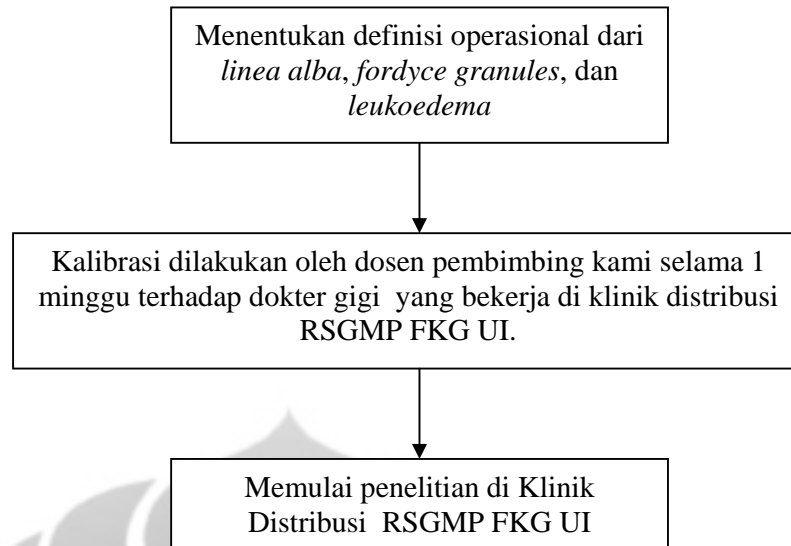 Menentukan definisi operasional dari
linea alba, fordyce granules, dan
leukoedema
Kalibrasi dilakukan oleh dosen pembimbing kami selama 1
minggu terhadap dokter gigi yang bekerja di klinik distribusi
RSGMP FKG UI.
Memulai penelitian di Klinik
Distribusi RSGMP FKG UI